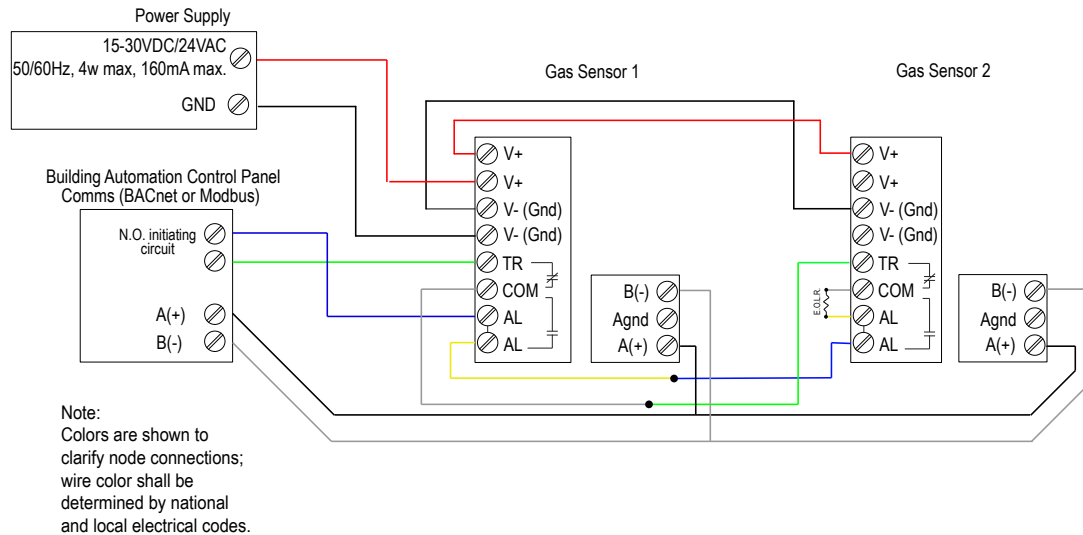 Power Supply
15-30VDC/24VAC
50/60Hz, 4w max, 160mA max.
GND
Building Automation Control Panel
Comms (BACnet or Modbus)
N.O. initiating
circuit
A(+)
B(-)
Note:
Colors are shown to
clarify node connections;
wire color shall be
determined by national
and local electrical codes.
Gas Sensor 1
V+
V+
V- (Gnd)
V- (Gnd)
TR
COM
AL
AL
B(-)
Agnd
A(+)
Gas Sensor 2
V+
V+
V- (Gnd)
V- (Gnd)
TR
COM
AL
AL
E.O.L.R.
B(-)
Agnd
A(+)